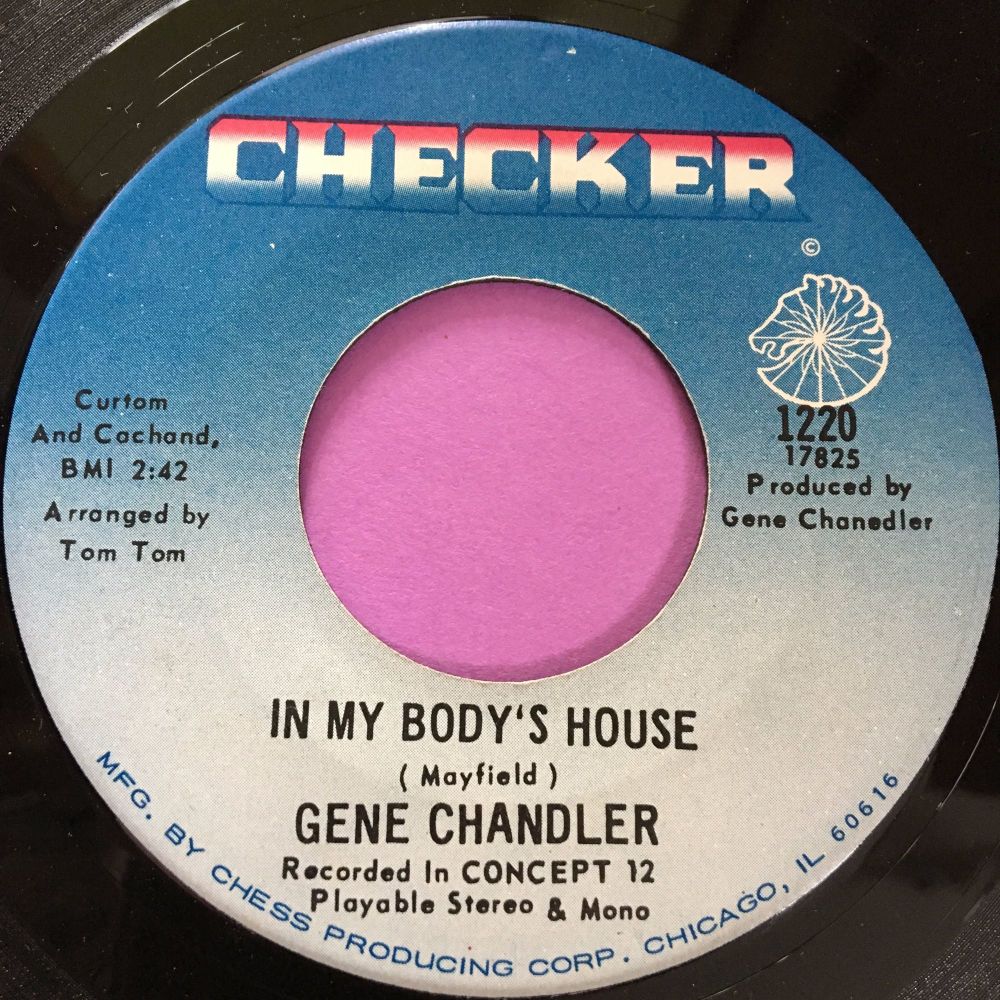 CHECKER
©
Curtom
And Cachand,
BMI 2:42
Arranged by
Tom Tom
1220
17825
Produced by
Gene Chanedler
IN MY BODY'S HOUSE
( Mayfield )
GENE CHANDLER
Recorded In CONCEPT 12
Playable Stereo & Mono
MFG. BY CHESS PRODUCING CORP. CHICAGO, IL 60616